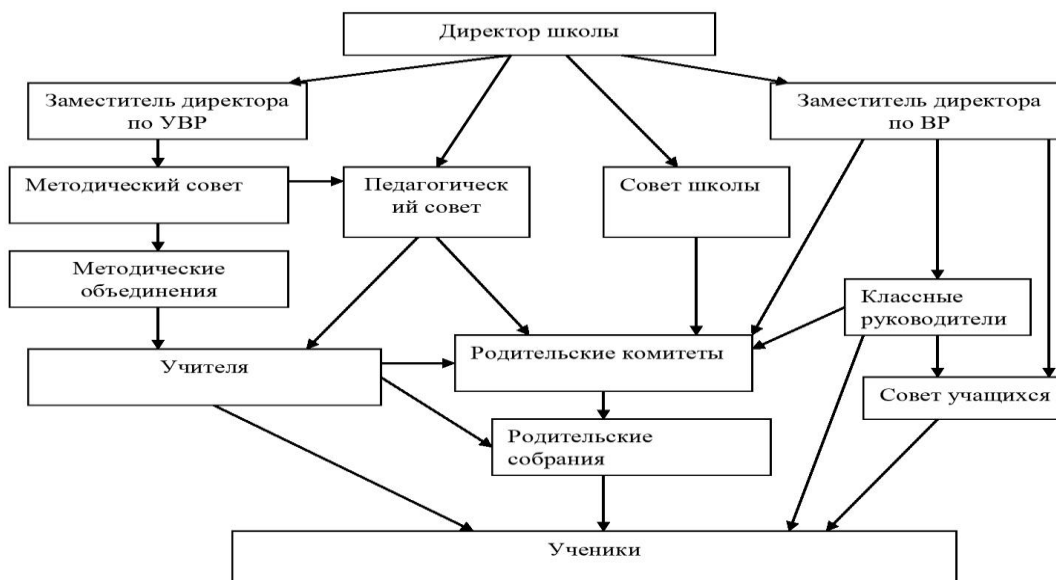 Директор школы
Заместитель директора
по УВР
Заместитель директора
по ВР
Методический совет
Педагогическ
ий совет
Совет школы
Методические
объединения
Классные
руководители
Учителя
Родительские комитеты
Совет учащихся
Родительские
собрания
Ученики